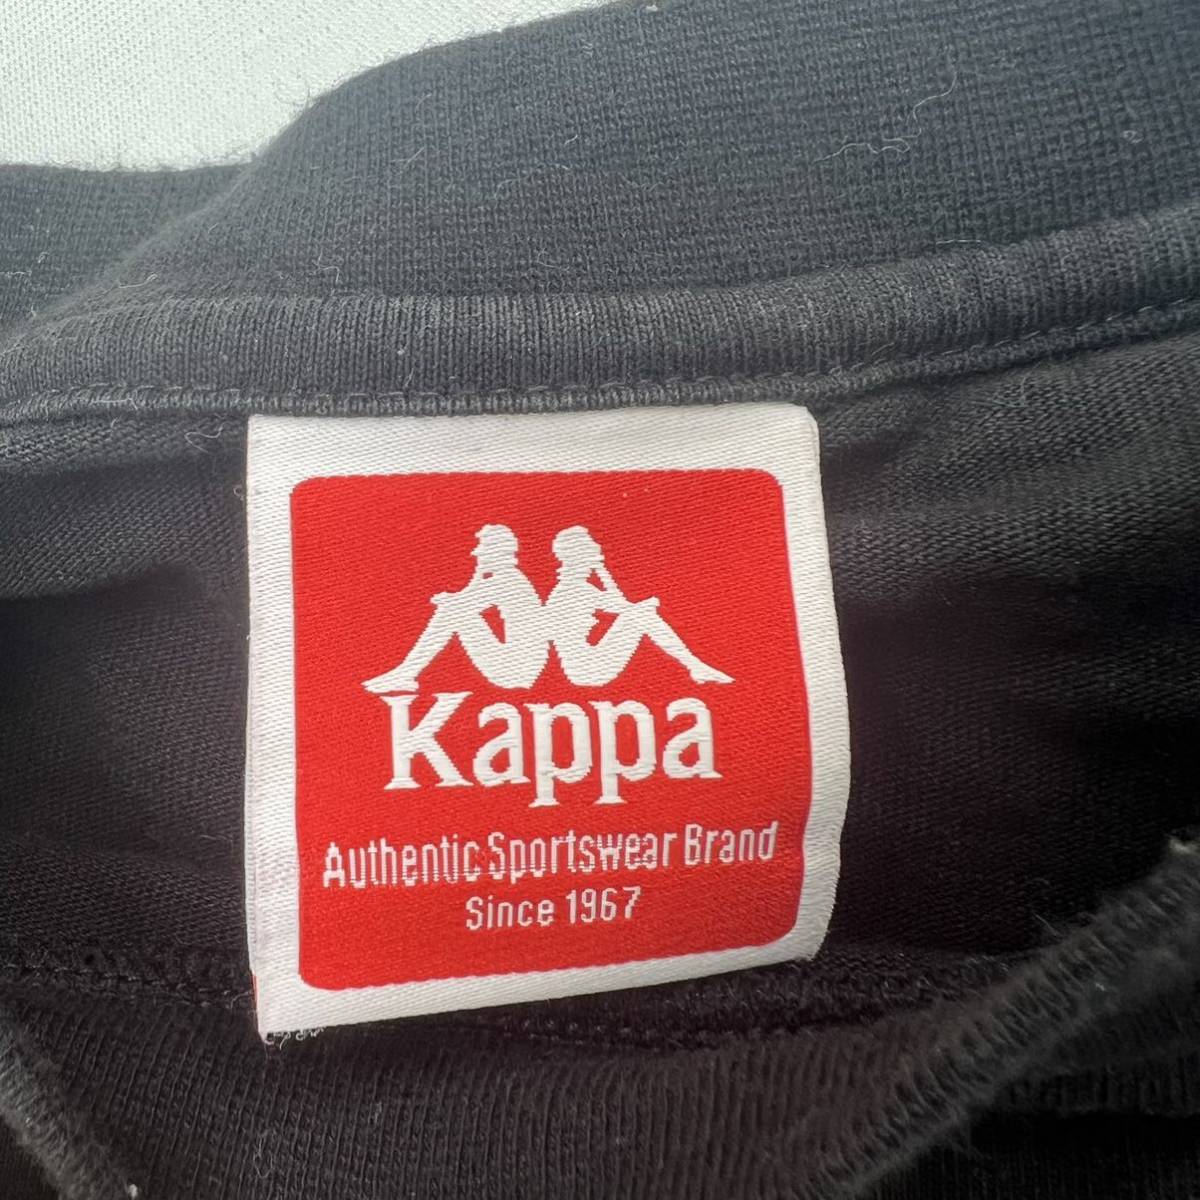 Kappa
Authentic Sportswear Brand
Since 1967